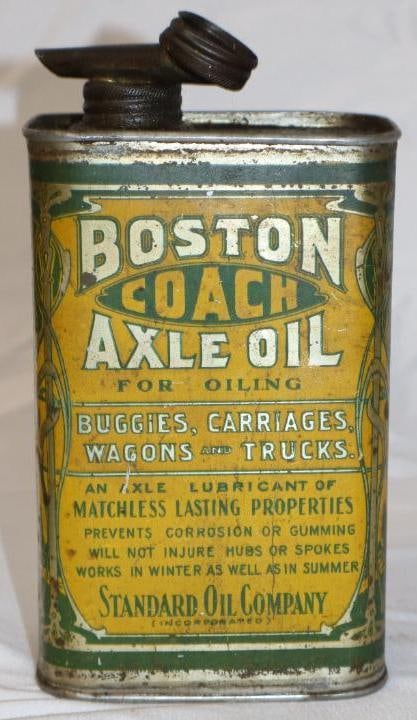 BOSTON
COACH
AXLE OIL
FOR OILING
BUGGIES, CARRIAGES,
WAGONS AND TRUCKS.
AN AXLE LUBRICANT OF
MATCHLESS LASTING PROPERTIES
PREVENTS CORROSION OR GUMMING
WILL NOT INJURE HUBS OR SPOKES
WORKS IN WINTER AS WELL AS IN SUMMER
STANDARD OIL COMPANY
(INCORPORATED)